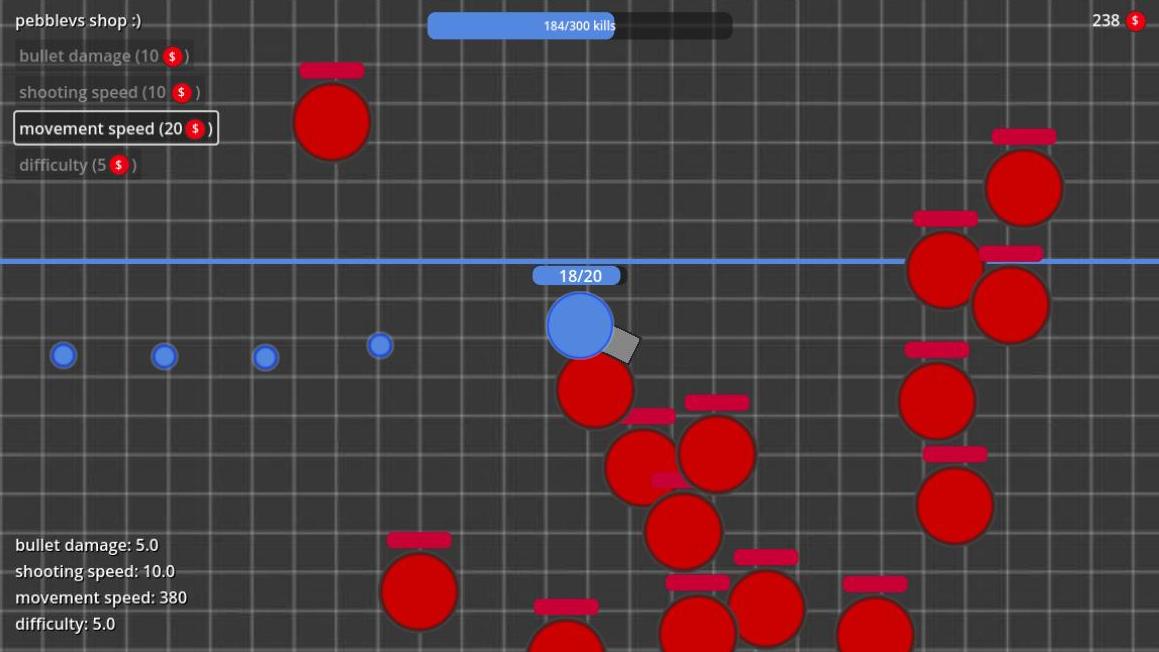 pebblevs shop :)
184/300 kills
238 $
bullet damage (10 $ )
shooting speed (10 $ )
movement speed (20 $ )
difficulty (5 $ )
18/20
bullet damage: 5.0
shooting speed: 10.0
movement speed: 380
difficulty: 5.0